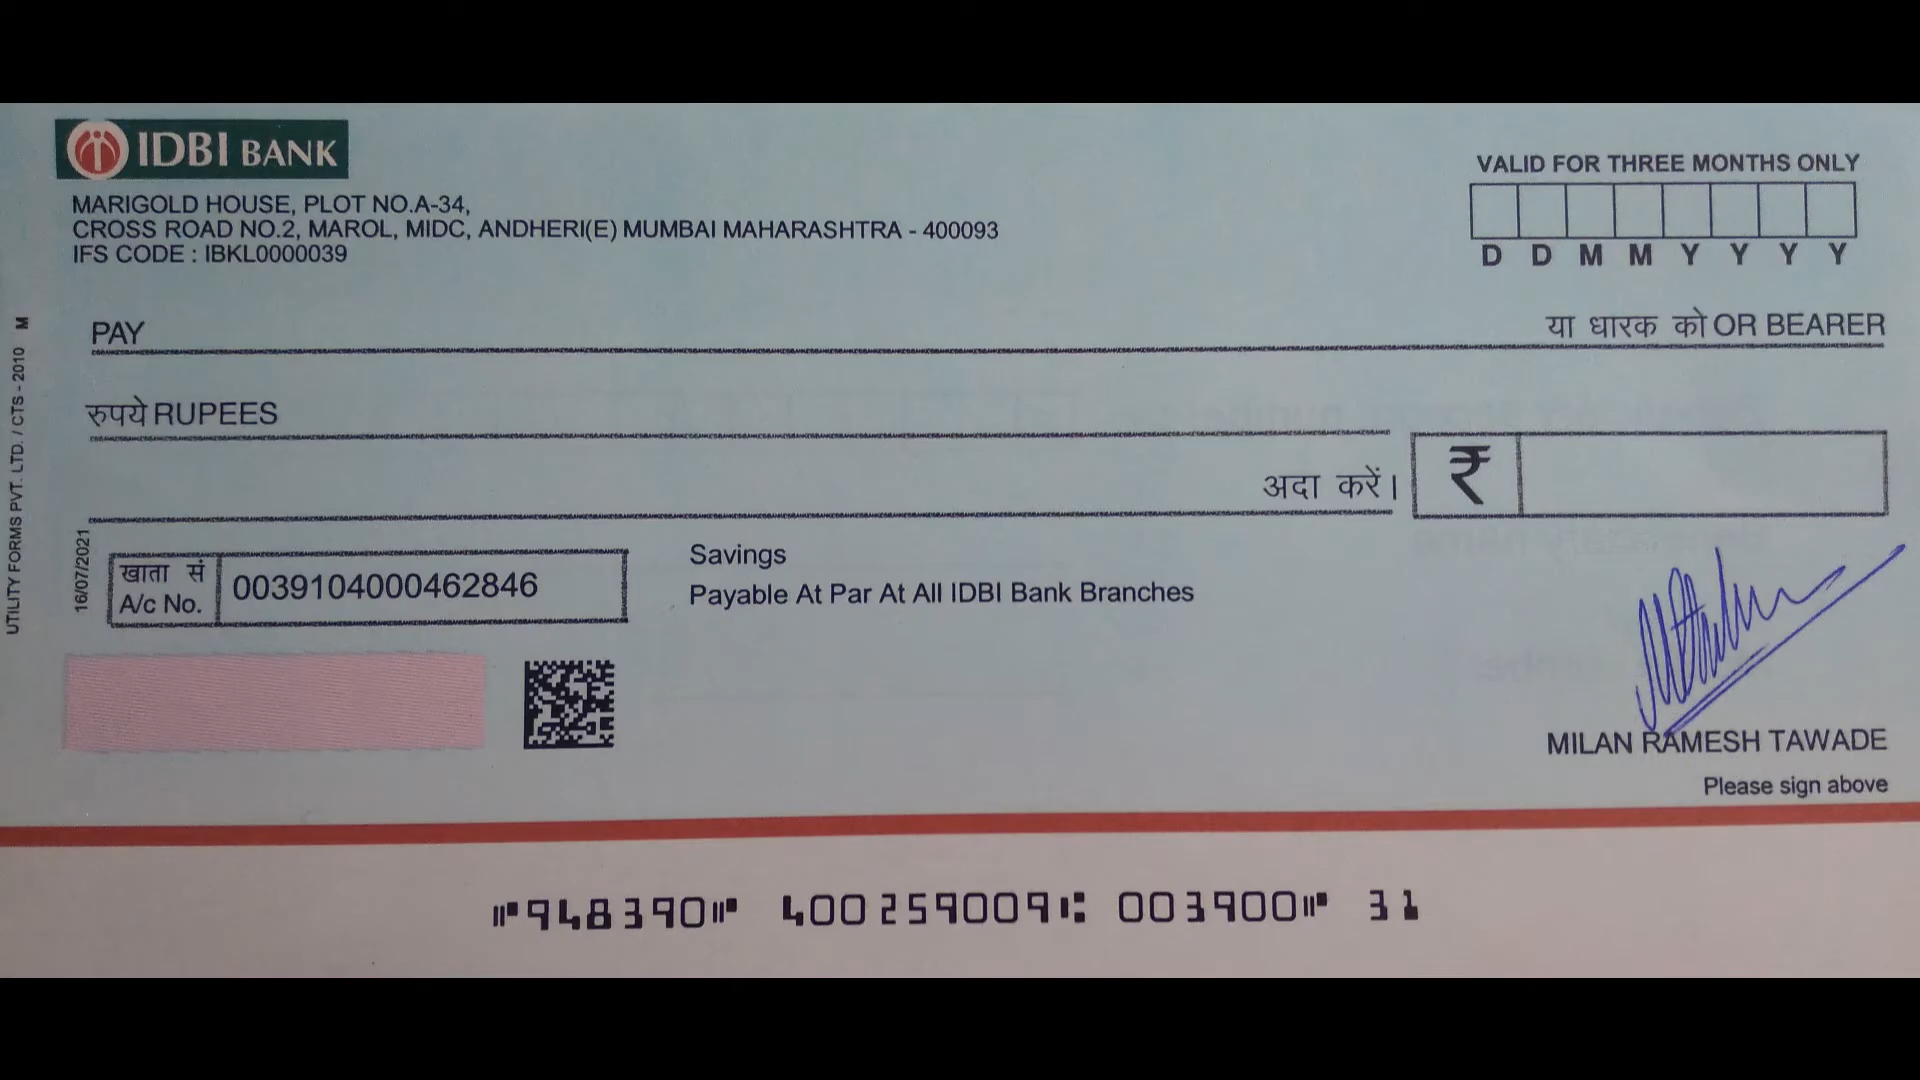 IDBI BANK
MARIGOLD HOUSE, PLOT NO.A-34,
CROSS ROAD NO.2, MAROL, MIDC, ANDHERI(E) MUMBAI MAHARASHTRA - 400093
IFS CODE : IBKL0000039
VALID FOR THREE MONTHS ONLY
D D M M Y Y Y Y
PAY
या धारक को OR BEARER
रुपये RUPEES
अदा करें।
₹
UTILITY FORMS PVT. LTD. / CTS - 2010 M
16/07/2021
खाता सं
A/c No.
0039104000462846
Savings
Payable At Par At All IDBI Bank Branches
MILAN RAMESH TAWADE
Please sign above
⑈948390⑈ 400259009⑆ 003900⑈ 31